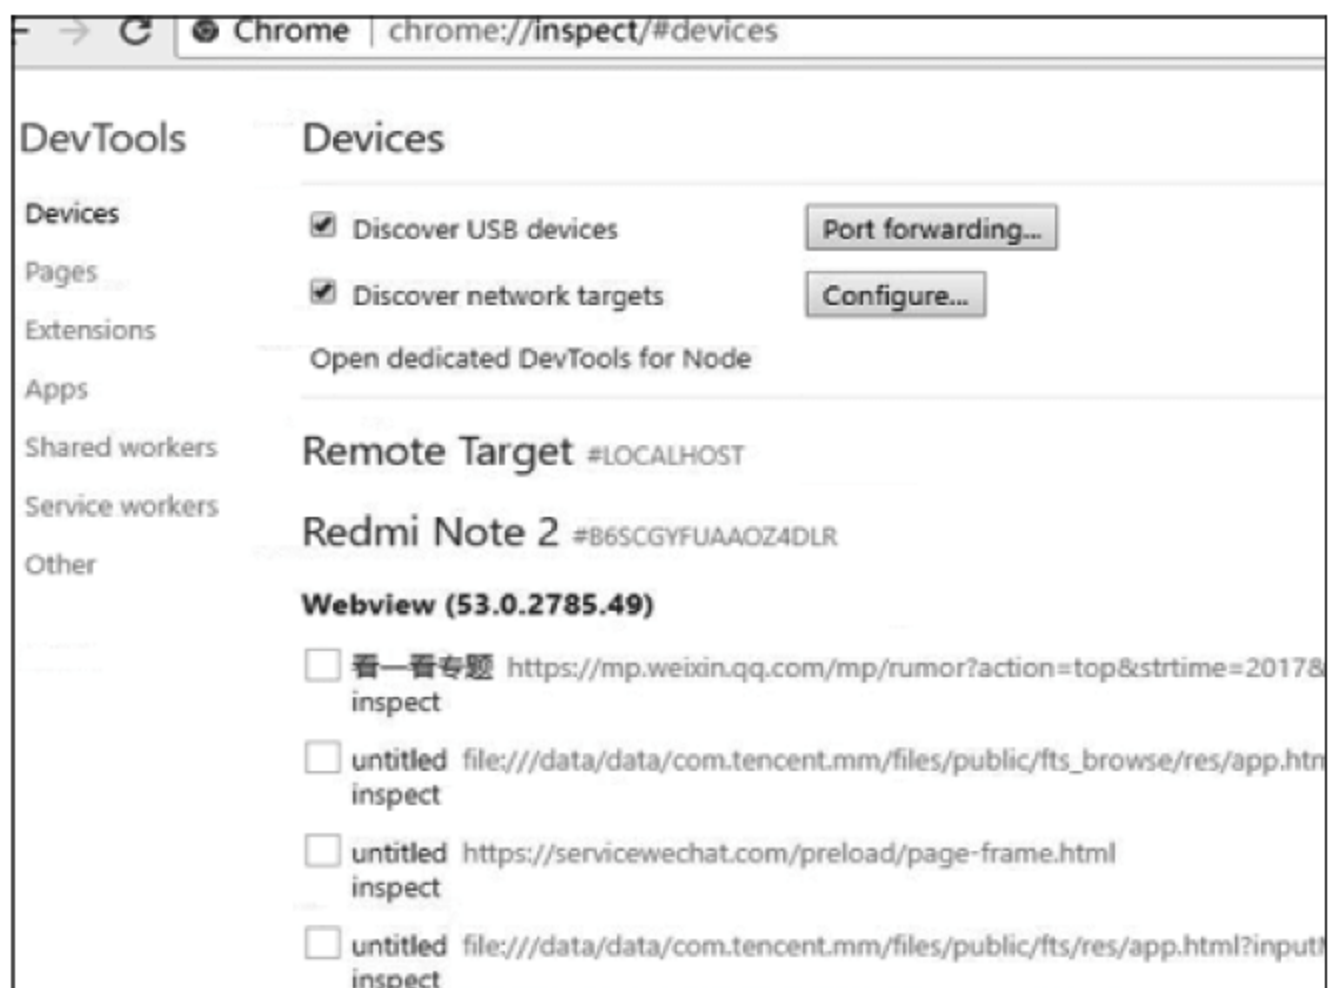 Chrome chrome://inspect/#devices
DevTools
Devices
Pages
Extensions
Apps
Shared workers
Service workers
Other
Devices
Discover USB devices Port forwarding...
Discover network targets Configure...
Open dedicated DevTools for Node
Remote Target #LOCALHOST
Redmi Note 2 #B6SCGYFUAAOZ4DLR
Webview (53.0.2785.49)
看一看专题 https://mp.weixin.qq.com/mp/rumor?action=top&strtime=2017&
inspect
untitled file:///data/data/com.tencent.mm/files/public/fts_browse/res/app.htm
inspect
untitled https://servicewechat.com/preload/page-frame.html
inspect
untitled file:///data/data/com.tencent.mm/files/public/fts/res/app.html?input
inspect